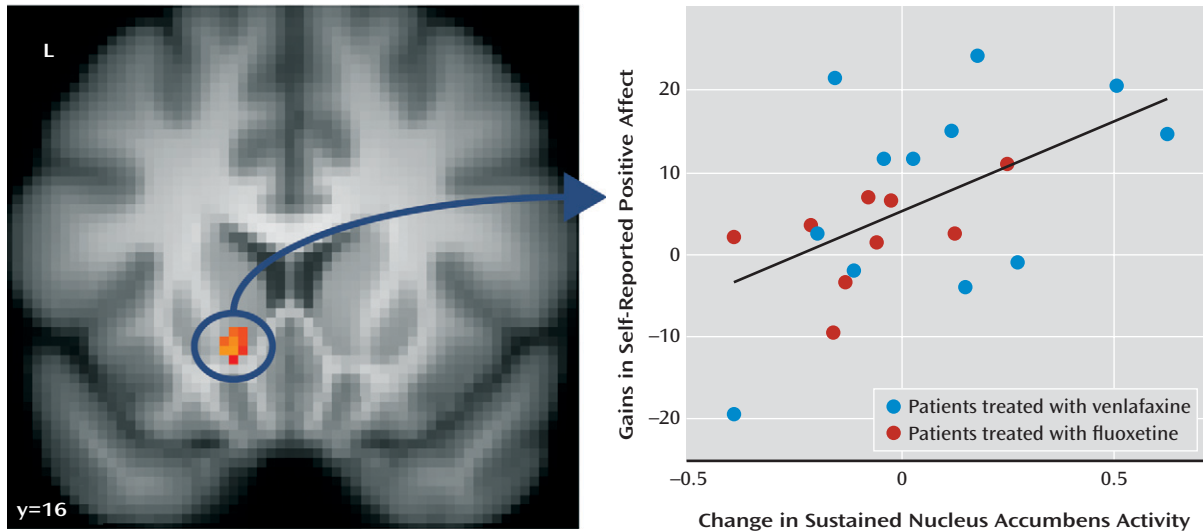 L
y=16
Gains in Self-Reported Positive Affect
20
10
0
–10
–20
Patients treated with venlafaxine
Patients treated with fluoxetine
–0.5
0
0.5
Change in Sustained Nucleus Accumbens Activity